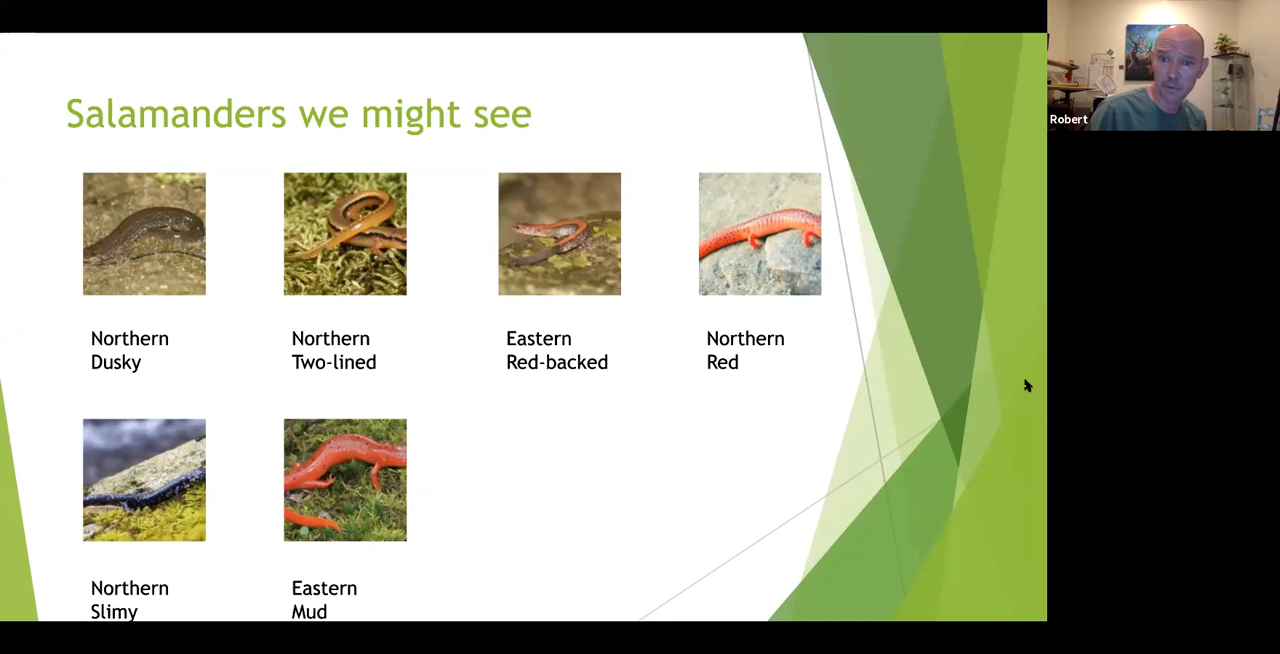 Salamanders we might see
Robert
Northern
Dusky
Northern
Two-lined
Eastern
Red-backed
Northern
Red
Northern
Slimy
Eastern
Mud